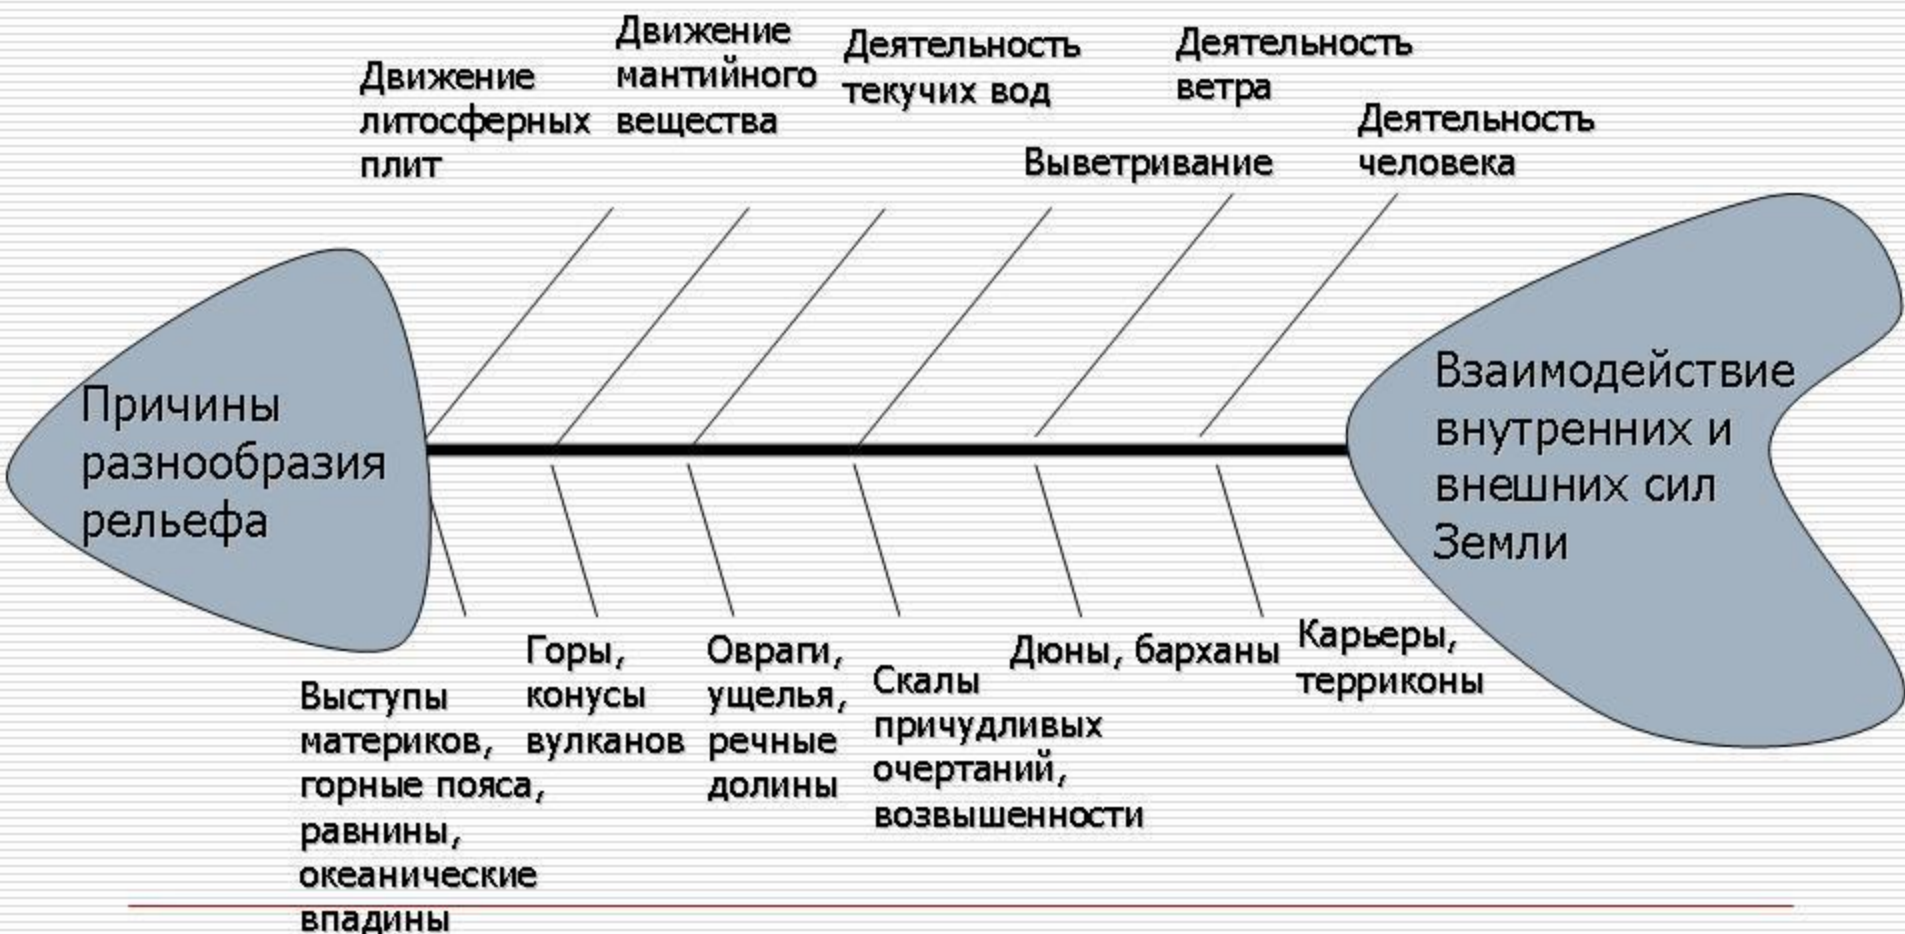 Движение
литосферных
плит
Движение
мантийного
вещества
Деятельность
текучих вод
Выветривание
Деятельность
ветра
Деятельность
человека
Причины
разнообразия
рельефа
Взаимодействие
внутренних и
внешних сил
Земли
Выступы
материков,
горные пояса,
равнины,
океанические
впадины
Горы,
конусы
вулканов
Овраги,
ущелья,
речные
долины
Скалы
причудливых
очертаний,
возвышенности
Дюны, барханы
Карьеры,
терриконы